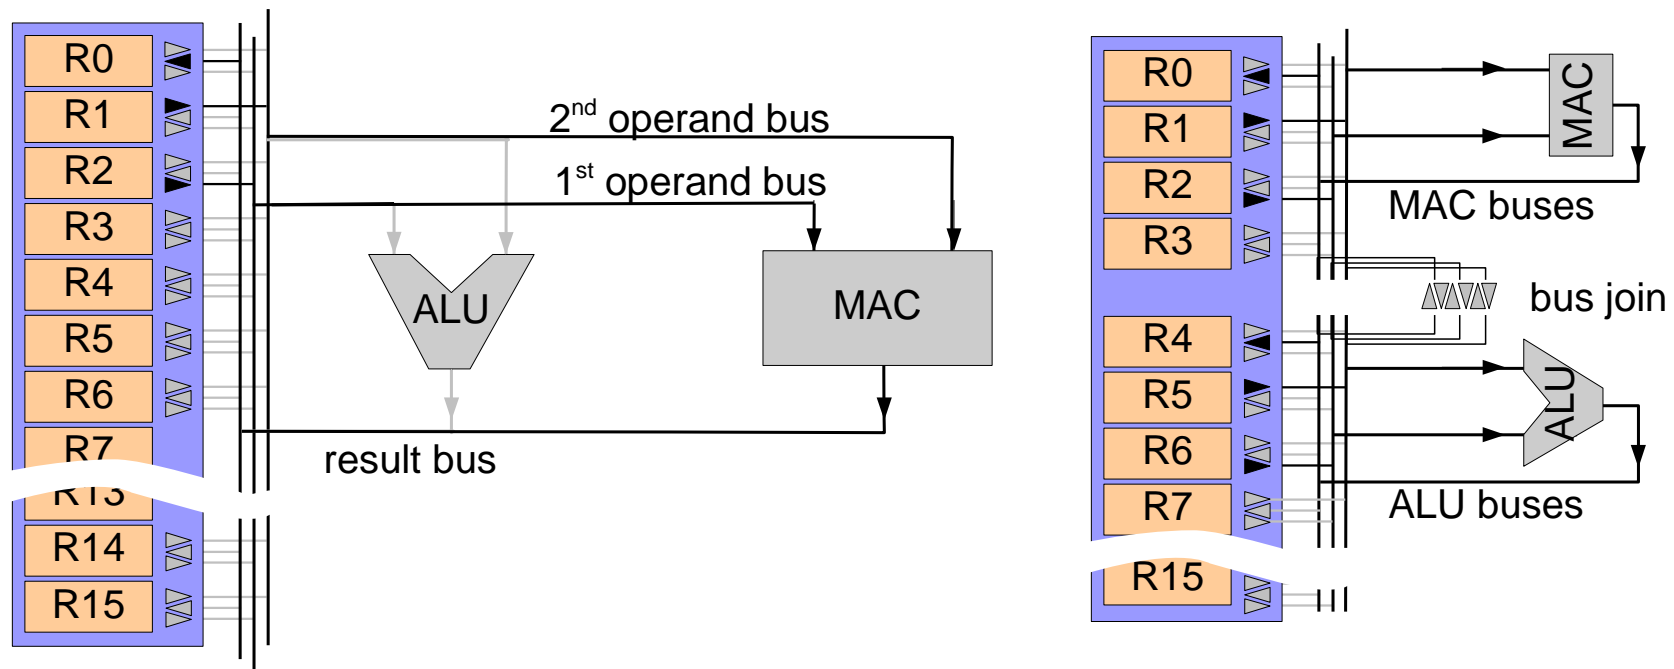 R0
R1
R2
R3
R4
R5
R6
R7
R13
R14
R15
2nd operand bus
1st operand bus
ALU
MAC
result bus
R0
R1
R2
R3
R4
R5
R6
R7
R15
MAC
MAC buses
bus join
ALU
ALU buses